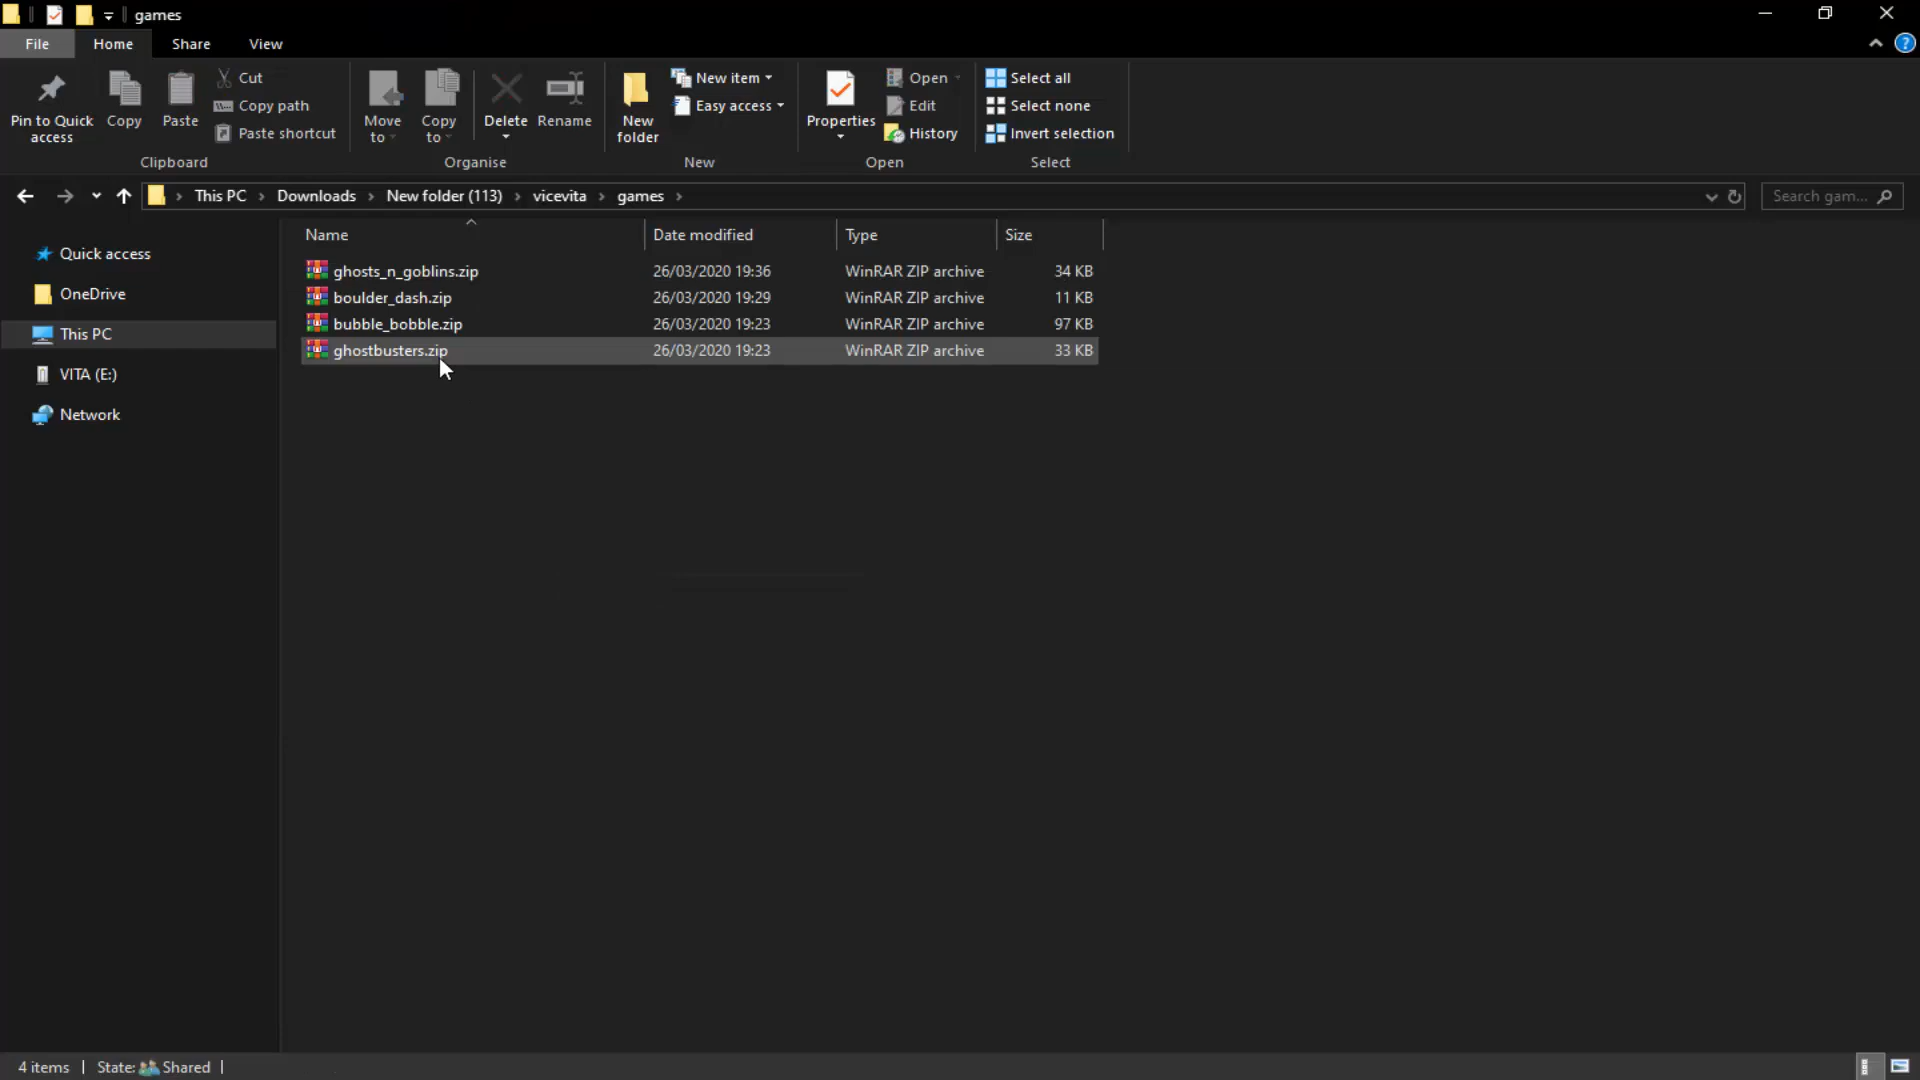 games
File Home Share View
Pin to Quick access
Copy
Paste
Cut
Copy path
Paste shortcut
Clipboard
Move to
Copy to
Delete
Rename
Organise
New folder
New item
Easy access
New
Properties
Open
Edit
History
Open
Select all
Select none
Invert selection
Select
This PC > Downloads > New folder (113) > vicevita > games >
Search gam...
Quick access
OneDrive
This PC
VITA (E:)
Network
Name Date modified Type Size
ghosts_n_goblins.zip 26/03/2020 19:36 WinRAR ZIP archive 34 KB
boulder_dash.zip 26/03/2020 19:29 WinRAR ZIP archive 11 KB
bubble_bobble.zip 26/03/2020 19:23 WinRAR ZIP archive 97 KB
ghostbusters.zip 26/03/2020 19:23 WinRAR ZIP archive 33 KB
4 items | State: Shared |